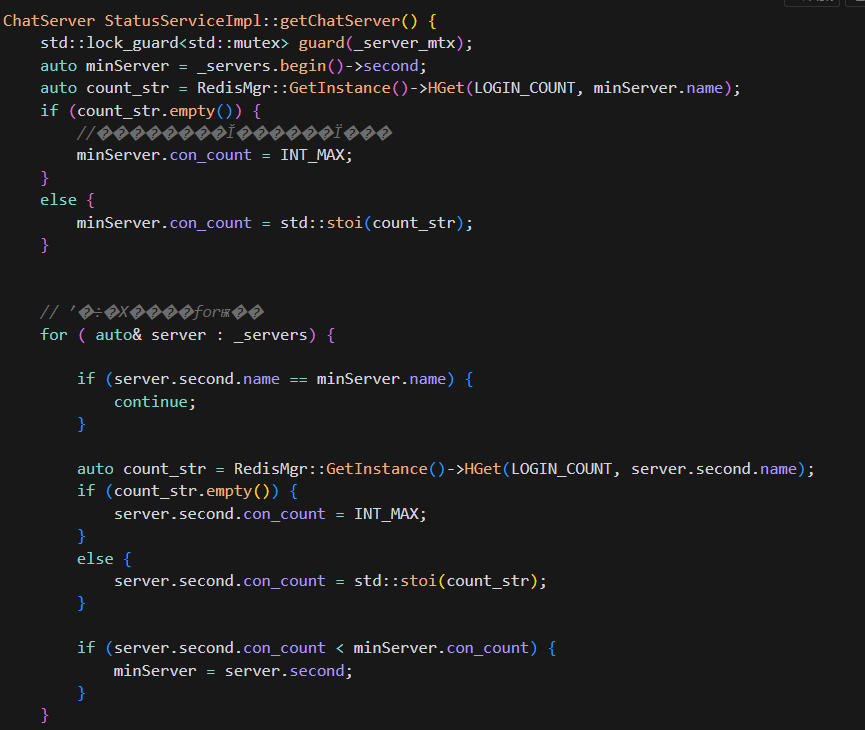 ChatServer StatusServiceImpl::getChatServer() {
    std::lock_guard<std::mutex> guard(_server_mtx);
    auto minServer = _servers.begin()->second;
    auto count_str = RedisMgr::GetInstance()->HGet(LOGIN_COUNT, minServer.name);
    if (count_str.empty()) {
        //��������Ĭ������Ϊ���
        minServer.con_count = INT_MAX;
    }
    else {
        minServer.con_count = std::stoi(count_str);
    }
    // ʹ�÷�Χ����forѭ��
    for ( auto& server : _servers) {
        if (server.second.name == minServer.name) {
            continue;
        }
        auto count_str = RedisMgr::GetInstance()->HGet(LOGIN_COUNT, server.second.name);
        if (count_str.empty()) {
            server.second.con_count = INT_MAX;
        }
        else {
            server.second.con_count = std::stoi(count_str);
        }
        if (server.second.con_count < minServer.con_count) {
            minServer = server.second;
        }
    }